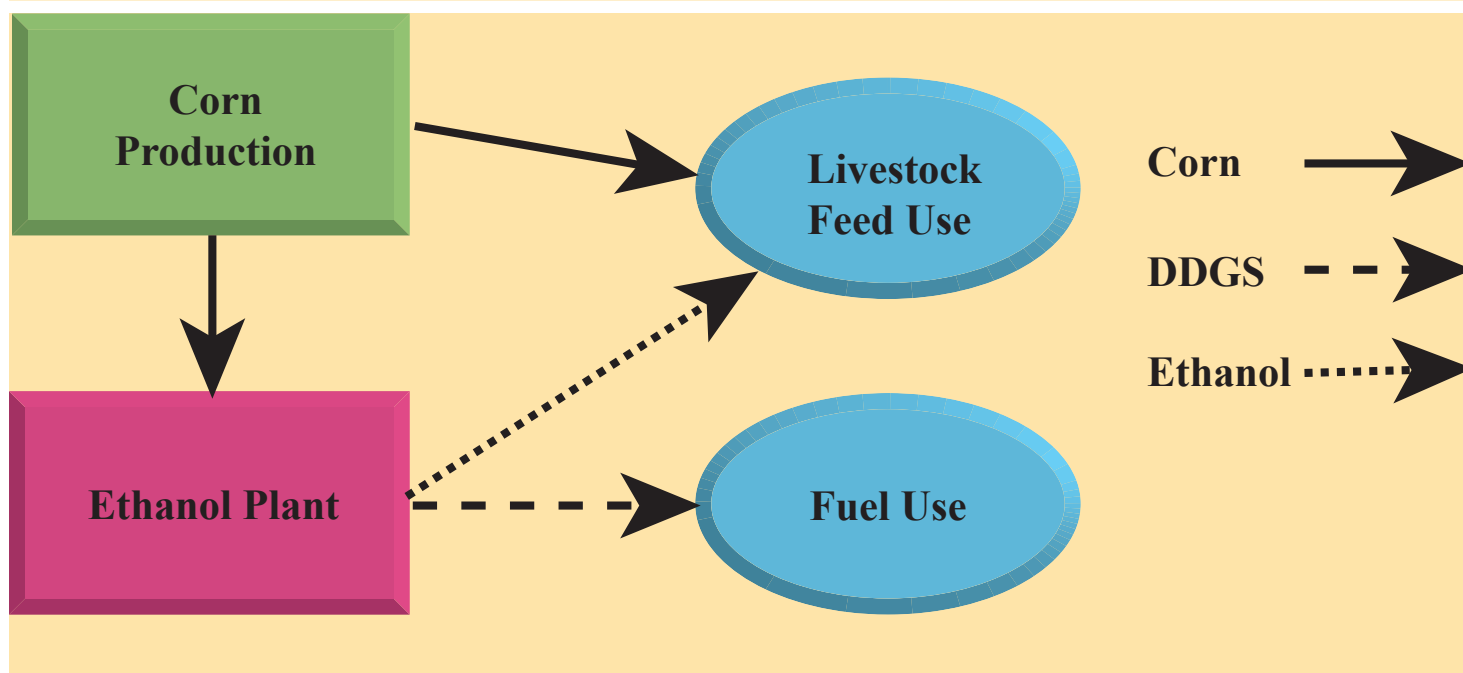 Corn
Production
Livestock
Feed Use
Ethanol Plant
Fuel Use
Corn
DDGS
Ethanol